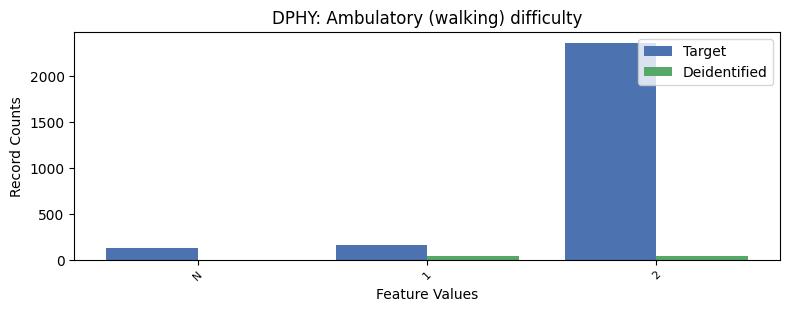 DPHY: Ambulatory (walking) difficulty
Target
Deidentified
Record Counts
2000
1500
1000
500
0
N
1
2
Feature Values